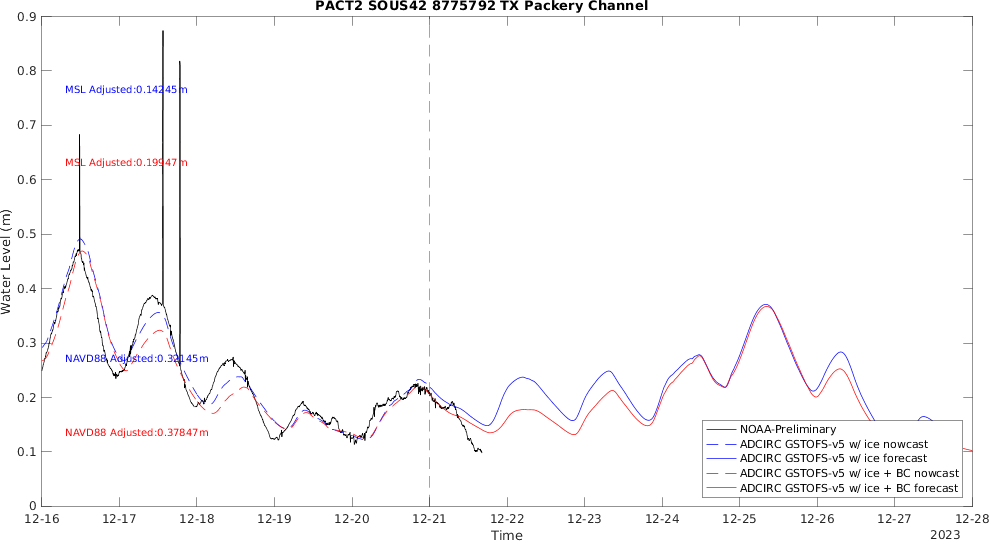 PACT2 SOUS42 8775792 TX Packery Channel
0.9
0.8
0.7
0.6
0.5
0.4
0.3
0.2
0.1
0
Water Level (m)
MSL Adjusted:0.14245m
MSL Adjusted:0.19947m
NAVD88 Adjusted:0.32145m
NAVD88 Adjusted:0.37847m
NOAA-Preliminary
ADCIRC GSTOFS-v5 w/ ice nowcast
ADCIRC GSTOFS-v5 w/ ice forecast
ADCIRC GSTOFS-v5 w/ ice + BC nowcast
ADCIRC GSTOFS-v5 w/ ice + BC forecast
12-16 12-17 12-18 12-19 12-20 12-21 12-22 12-23 12-24 12-25 12-26 12-27 12-28
Time
2023